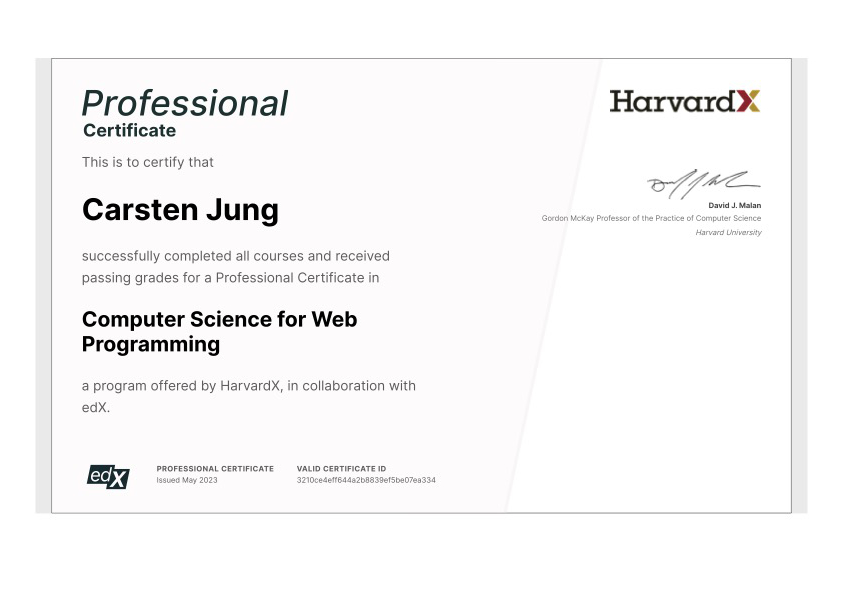 Professional
Certificate
This is to certify that
Carsten Jung
successfully completed all courses and received
passing grades for a Professional Certificate in
Computer Science for Web
Programming
a program offered by HarvardX, in collaboration with
edX.
edX
PROFESSIONAL CERTIFICATE
Issued May 2023
VALID CERTIFICATE ID
3210ce4eff644a2b8839ef5be07ea334
HarvardX
David J. Malan
Gordon McKay Professor of the Practice of Computer Science
Harvard University